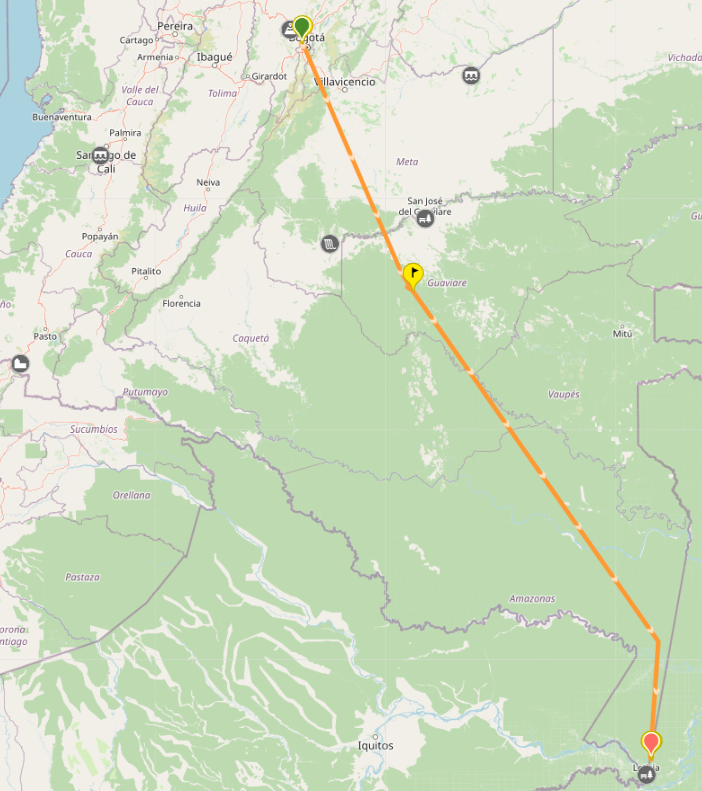 Pereira
Cartago
Bogotá
Armenia
Ibagué
Girardot
Villavicencio
Vichada
Valle del
Cauca
Tolima
Buenaventura
Palmira
Santiago de
Cali
Meta
Neiva
San José
del Guaviare
Huila
Popayán
Cauca
Pitalito
Guaviare
Florencia
Mitú
Pasto
Caquetá
Putumayo
Vaupés
Sucumbíos
Orellana
Pastaza
Amazonas
Iquitos